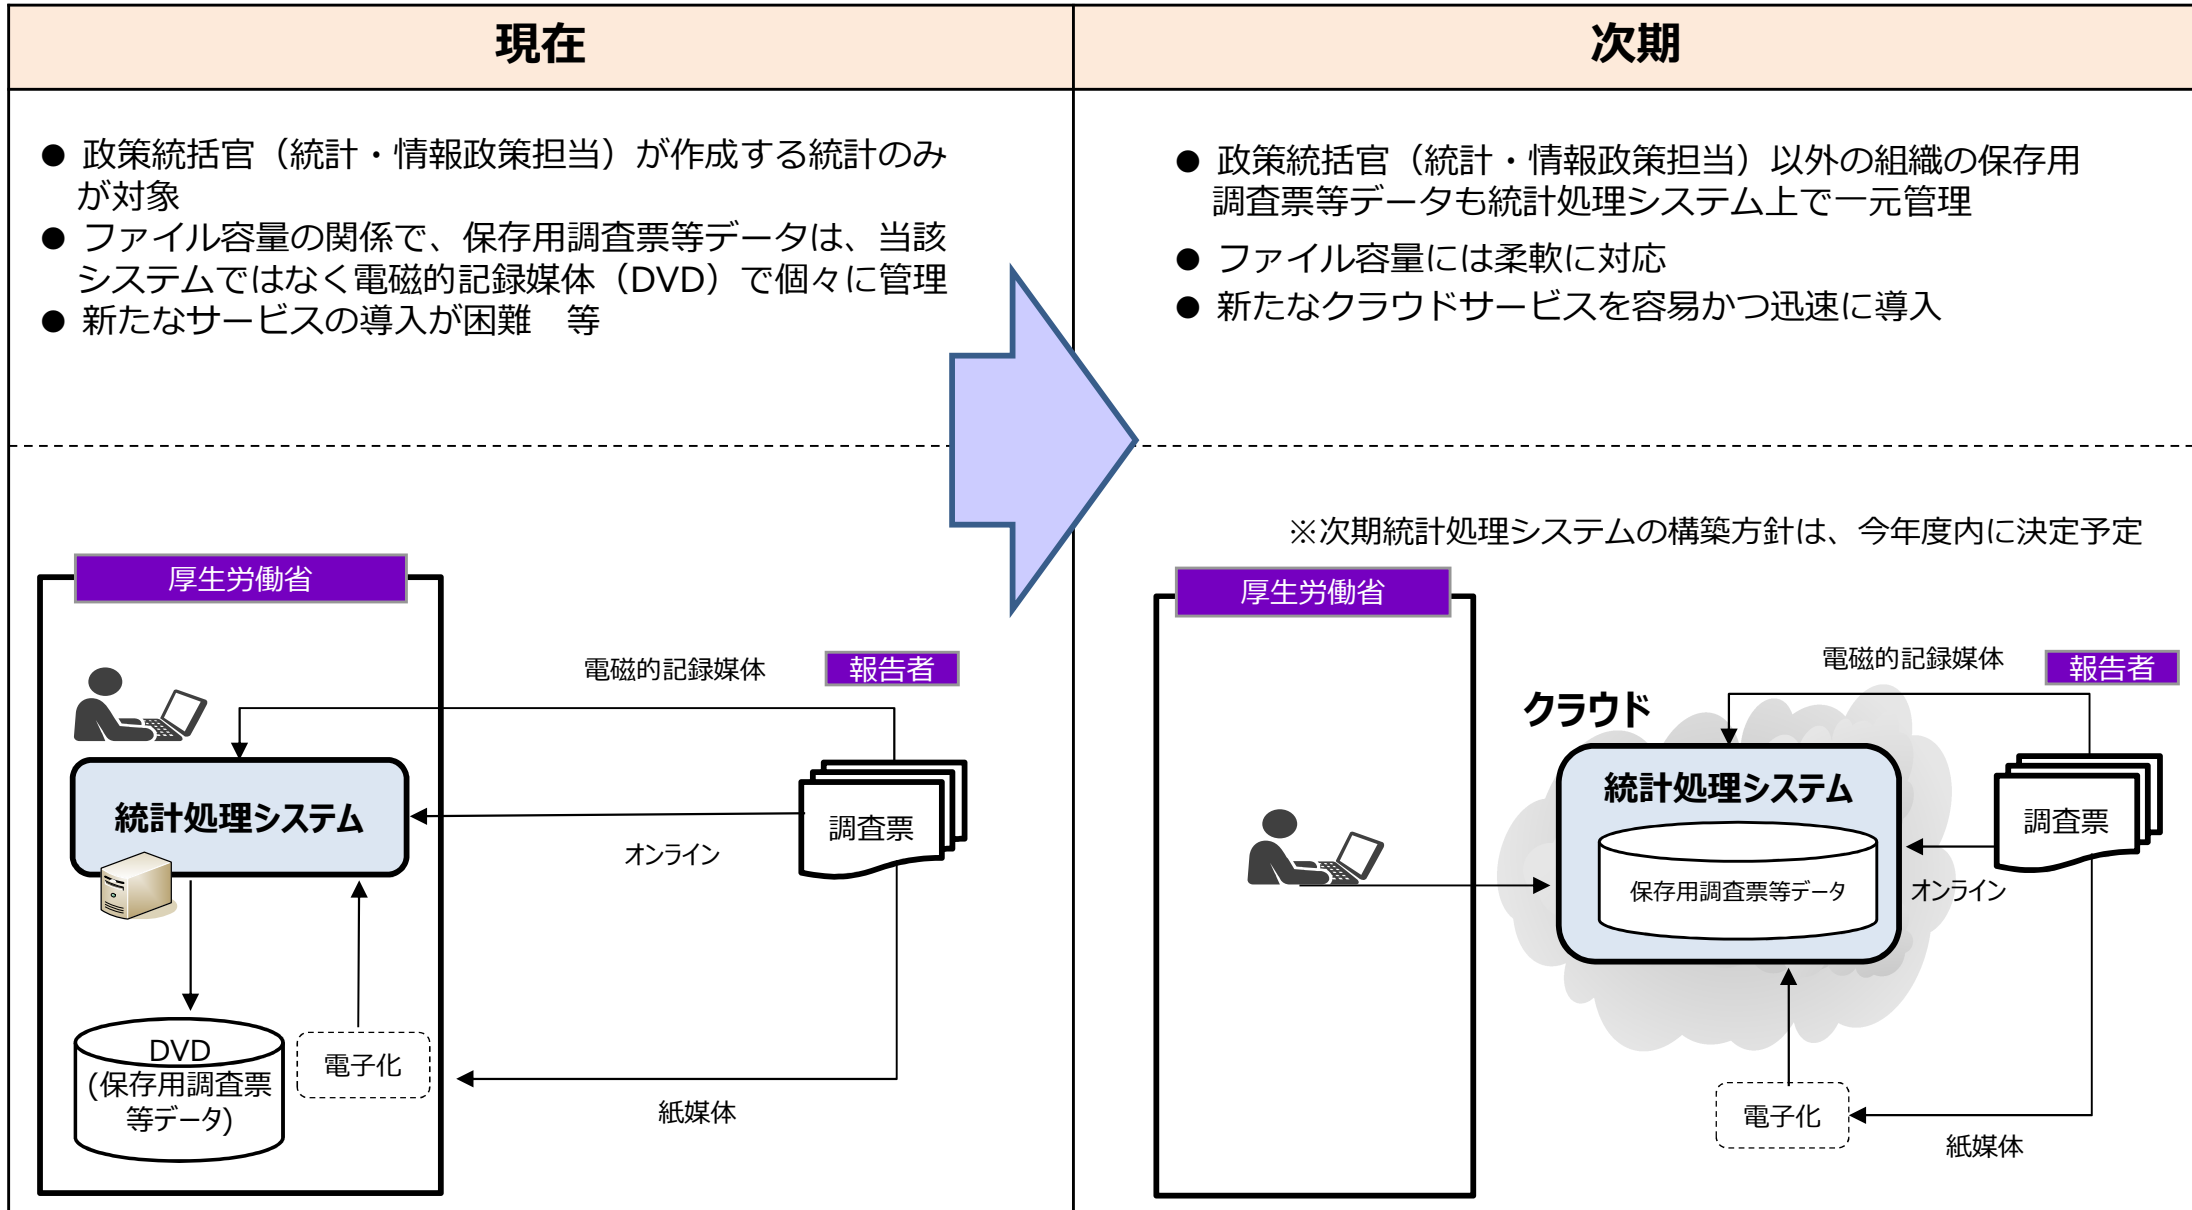 現在
● 政策統括官（統計・情報政策担当）が作成する統計のみ
が対象
● ファイル容量の関係で、保存用調査票等データは、当該
システムではなく電磁的記録媒体（DVD）で個々に管理
● 新たなサービスの導入が困難　等
厚生労働省
電磁的記録媒体
報告者
統計処理システム
調査票
オンライン
DVD
(保存用調査票
等データ)
電子化
紙媒体
次期
● 政策統括官（統計・情報政策担当）以外の組織の保存用
調査票等データも統計処理システム上で一元管理
● ファイル容量には柔軟に対応
● 新たなクラウドサービスを容易かつ迅速に導入
※次期統計処理システムの構築方針は、今年度内に決定予定
厚生労働省
電磁的記録媒体
報告者
クラウド
統計処理システム
調査票
保存用調査票等データ
オンライン
電子化
紙媒体